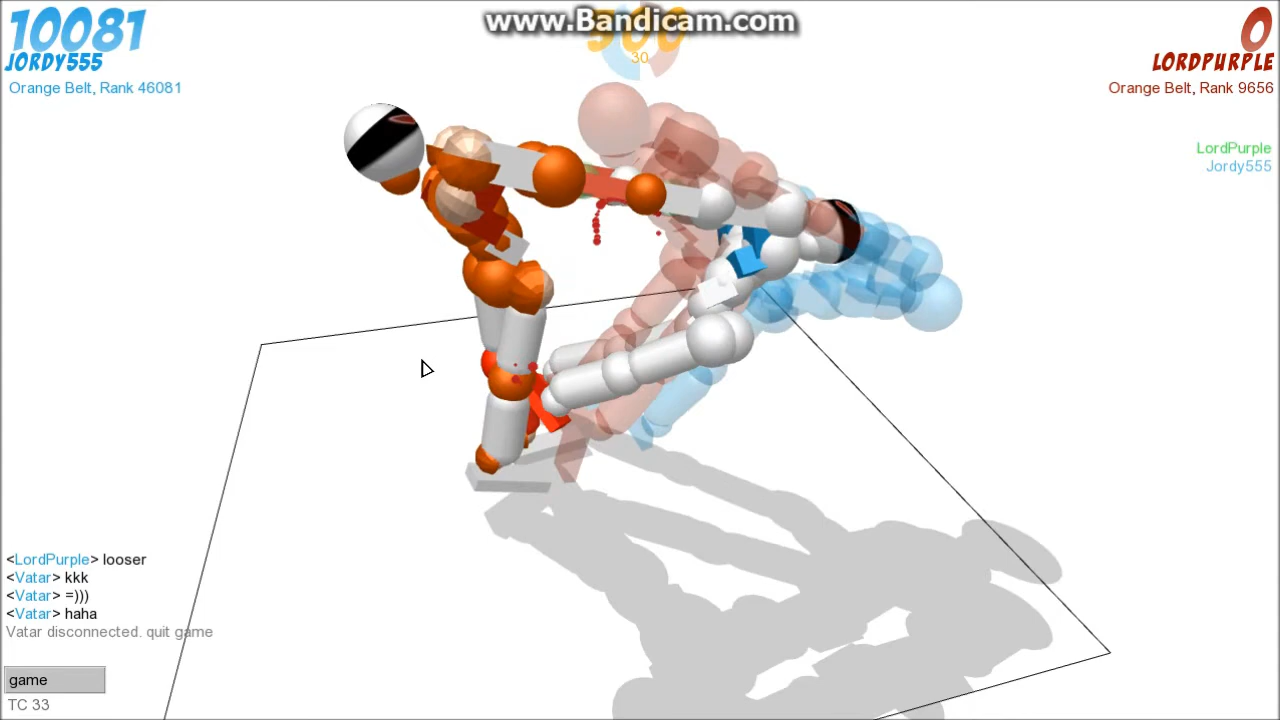 www.Bandicam.com
10081
JORDY555
Orange Belt, Rank 46081
500
30
0
LORDPURPLE
Orange Belt, Rank 9656
LordPurple
Jordy555
<LordPurple> looser
<Vatar> kkk
<Vatar> =)))
<Vatar> haha
Vatar disconnected. quit game
game
TC 33